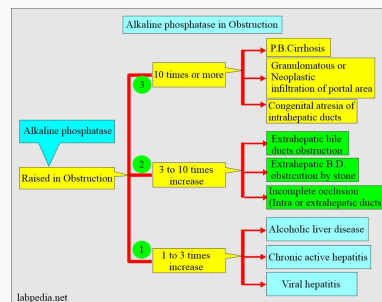 Alkaline phosphatase in Obstruction
P.B.Cirrhosis
3
10 times or more
Granulomatous or
Neoplastic
infiltration of portal area
Congenital atresia of
intrahepatic ducts
Alkaline phosphatase
Raised in Obstruction
2
3 to 10 times
increase
Extrahepatic bile
ducts obstruction
Extrahepatic B.D.
obstrcution by stone
Incomplete occlusion
(Intra or extrahepatic ducts
1
1 to 3 times
increase
Alcoholic liver disease
Chronic active hepatitis
Viral hepatitis
labpedia.net